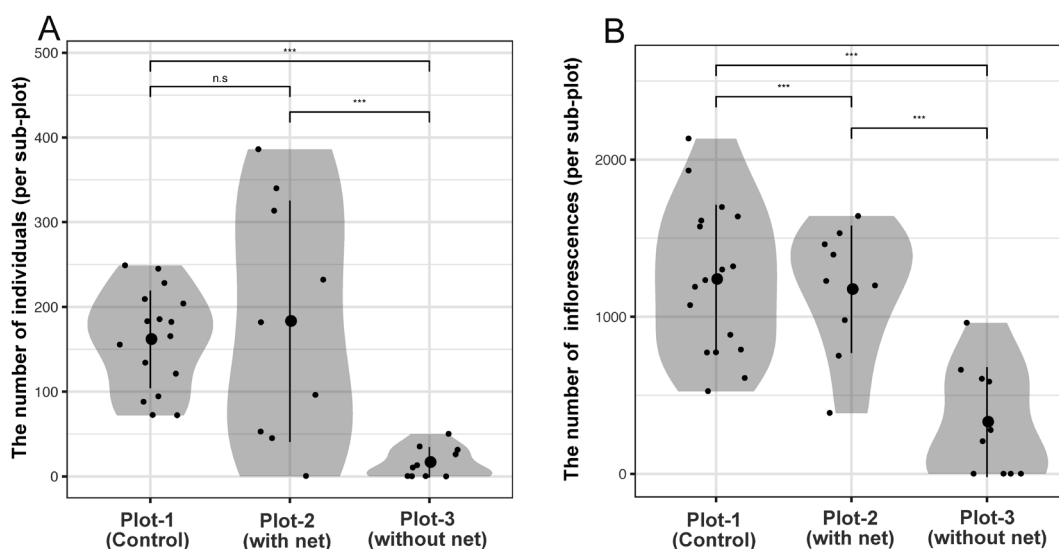 A
The number of individuals (per sub-plot)
500
400
300
200
100
0
***
n.s
***
Plot-1
(Control)
Plot-2
(with net)
Plot-3
(without net)
B
The number of inflorescences (per sub-plot)
2000
1000
0
***
***
***
Plot-1
(Control)
Plot-2
(with net)
Plot-3
(without net)